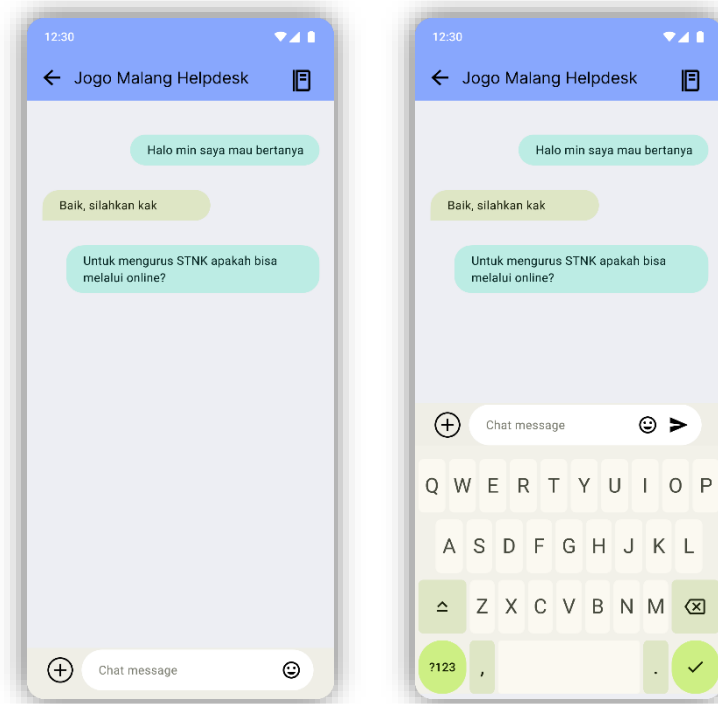 12:30
Jogo Malang Helpdesk
Halo min saya mau bertanya
Baik, silahkan kak
Untuk mengurus STNK apakah bisa
melalui online?
Chat message
12:30
Jogo Malang Helpdesk
Halo min saya mau bertanya
Baik, silahkan kak
Untuk mengurus STNK apakah bisa
melalui online?
Chat message
Q W E R T Y U I O P
A S D F G H J K L
Z X C V B N M
?123 , .